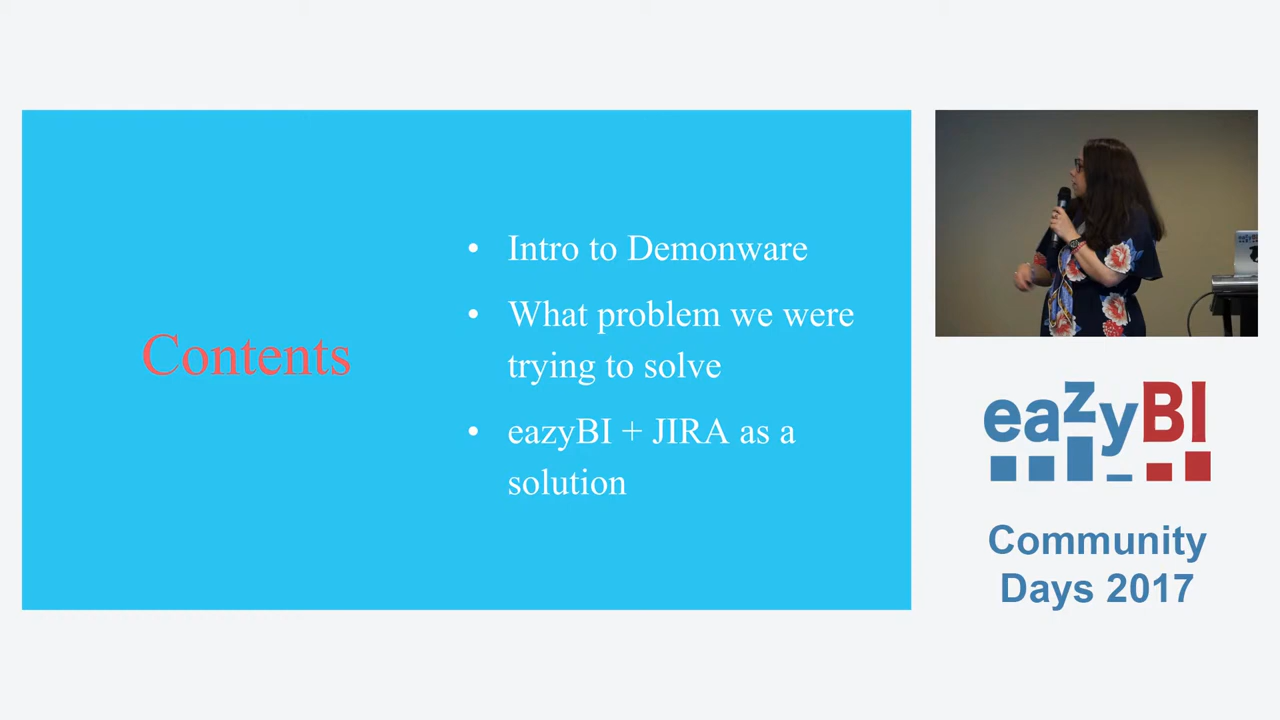 Contents
• Intro to Demonware
• What problem we were
trying to solve
• eazyBI + JIRA as a
solution
eazyBI
Community
Days 2017